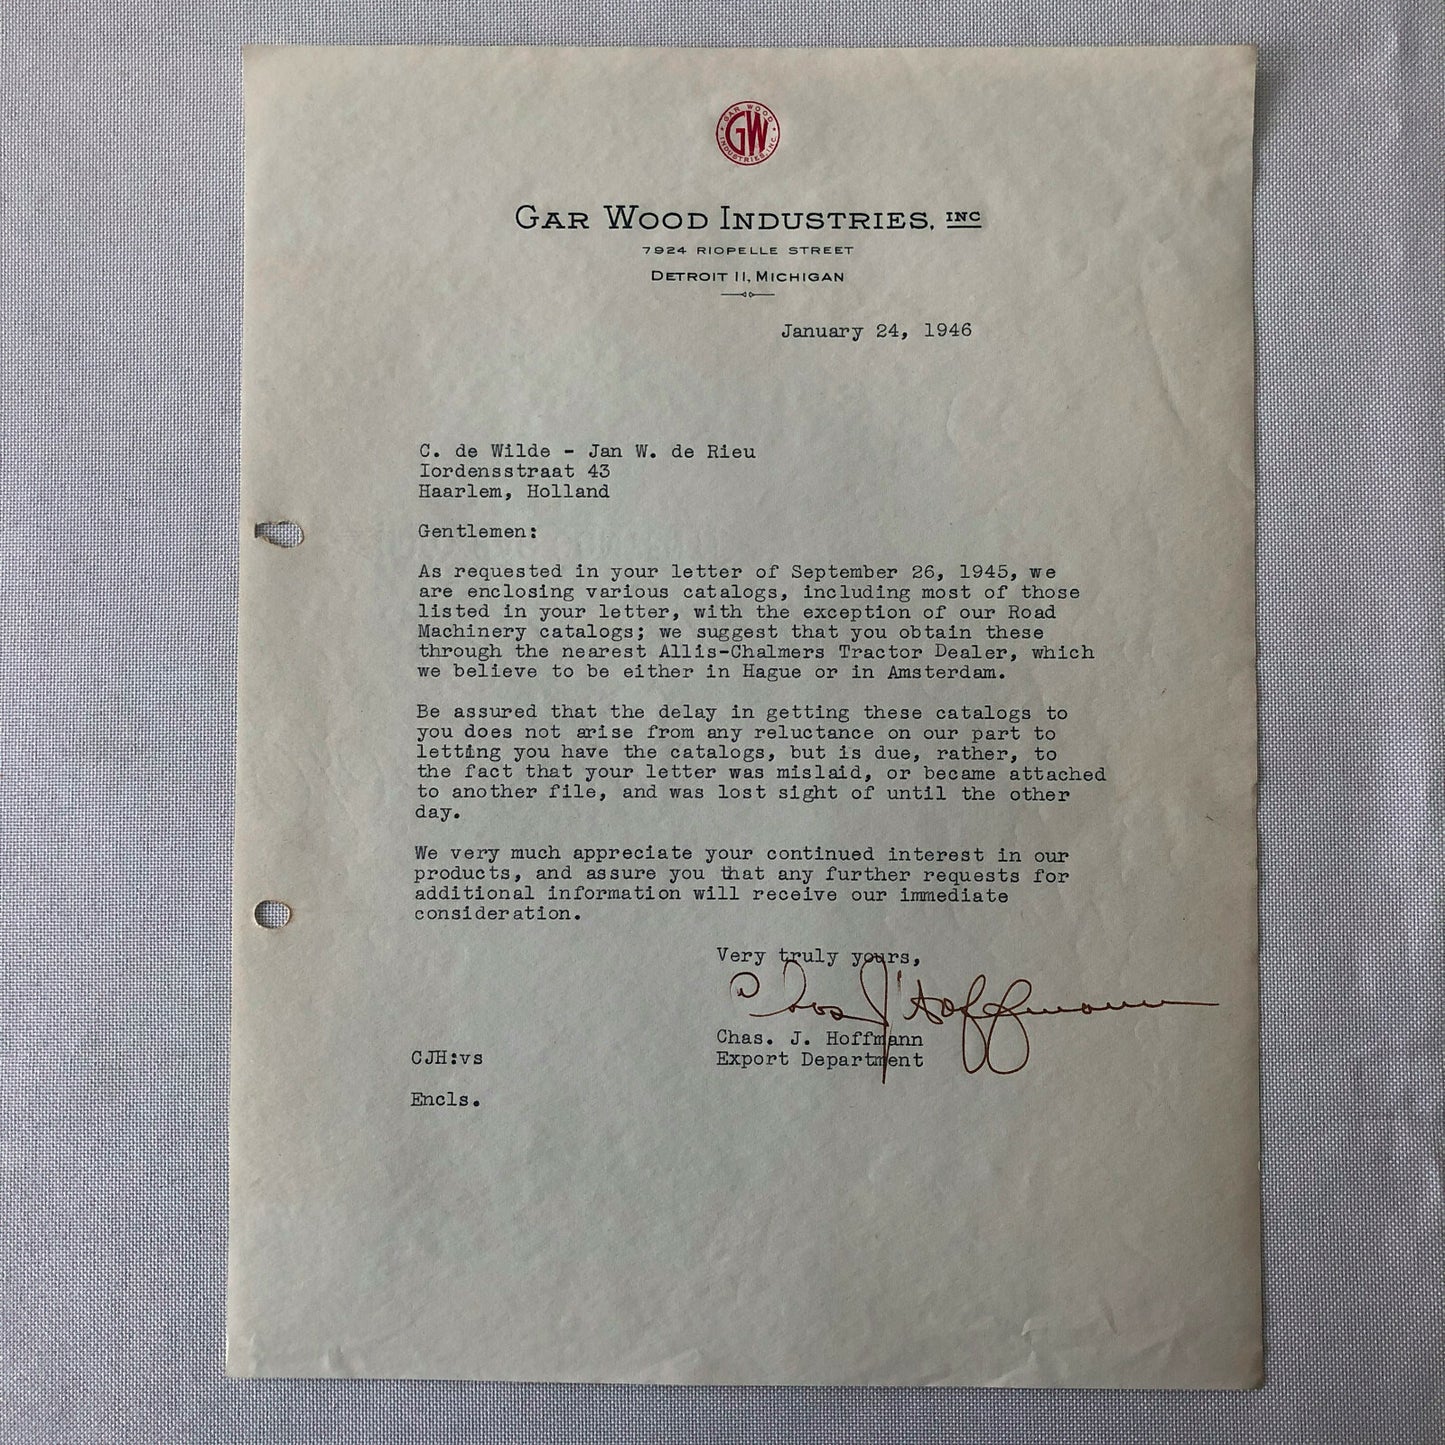 GAR WOOD INDUSTRIES, INC.
GW
GAR WOOD INDUSTRIES, INC
7924 RIOPELLE STREET
DETROIT 11, MICHIGAN
January 24, 1946
C. de Wilde - Jan W. de Rieu
Iordensstraat 43
Haarlem, Holland
Gentlemen:
As requested in your letter of September 26, 1945, we
are enclosing various catalogs, including most of those
listed in your letter, with the exception of our Road
Machinery catalogs; we suggest that you obtain these
through the nearest Allis-Chalmers Tractor Dealer, which
we believe to be either in Hague or in Amsterdam.
Be assured that the delay in getting these catalogs to
you does not arise from any reluctance on our part to
letting you have the catalogs, but is due, rather, to
the fact that your letter was mislaid, or became attached
to another file, and was lost sight of until the other
day.
We very much appreciate your continued interest in our
products, and assure you that any further requests for
additional information will receive our immediate
consideration.
Very truly yours,
Chas J Hoffmann
Chas. J. Hoffmann
CJH:vs Export Department
Encls.